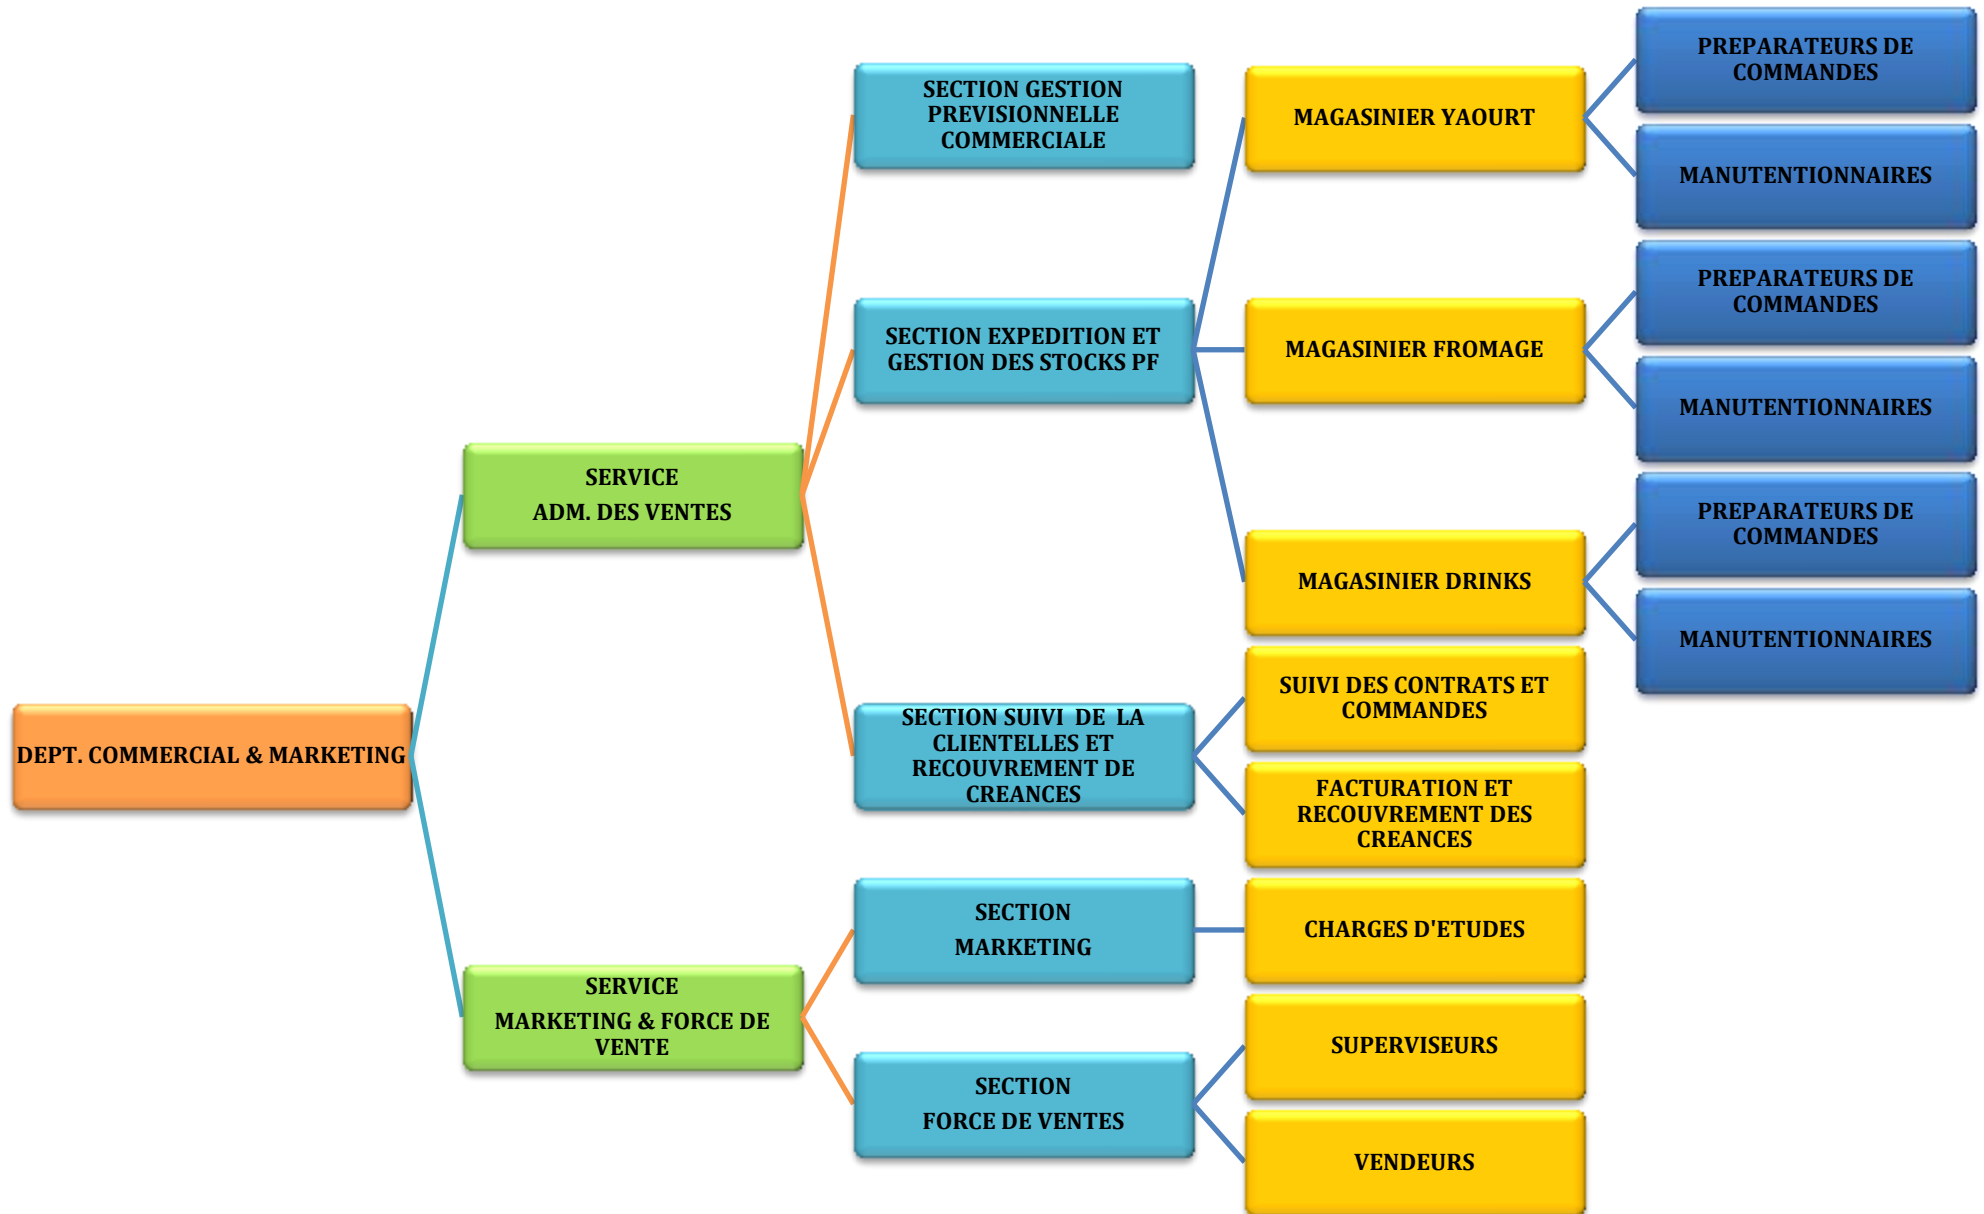 DEPT. COMMERCIAL & MARKETING
SERVICE
ADM. DES VENTES
SECTION GESTION
PREVISIONNELLE
COMMERCIALE
SECTION EXPEDITION ET
GESTION DES STOCKS PF
MAGASINIER YAOURT
PREPARATEURS DE
COMMANDES
MANUTENTIONNAIRES
MAGASINIER FROMAGE
PREPARATEURS DE
COMMANDES
MANUTENTIONNAIRES
MAGASINIER DRINKS
PREPARATEURS DE
COMMANDES
MANUTENTIONNAIRES
SECTION SUIVI DE LA
CLIENTELLES ET
RECOUVREMENT DE
CREANCES
SUIVI DES CONTRATS ET
COMMANDES
FACTURATION ET
RECOUVREMENT DES
CREANCES
SERVICE
MARKETING & FORCE DE
VENTE
SECTION
MARKETING
CHARGES D'ETUDES
SECTION
FORCE DE VENTES
SUPERVISEURS
VENDEURS